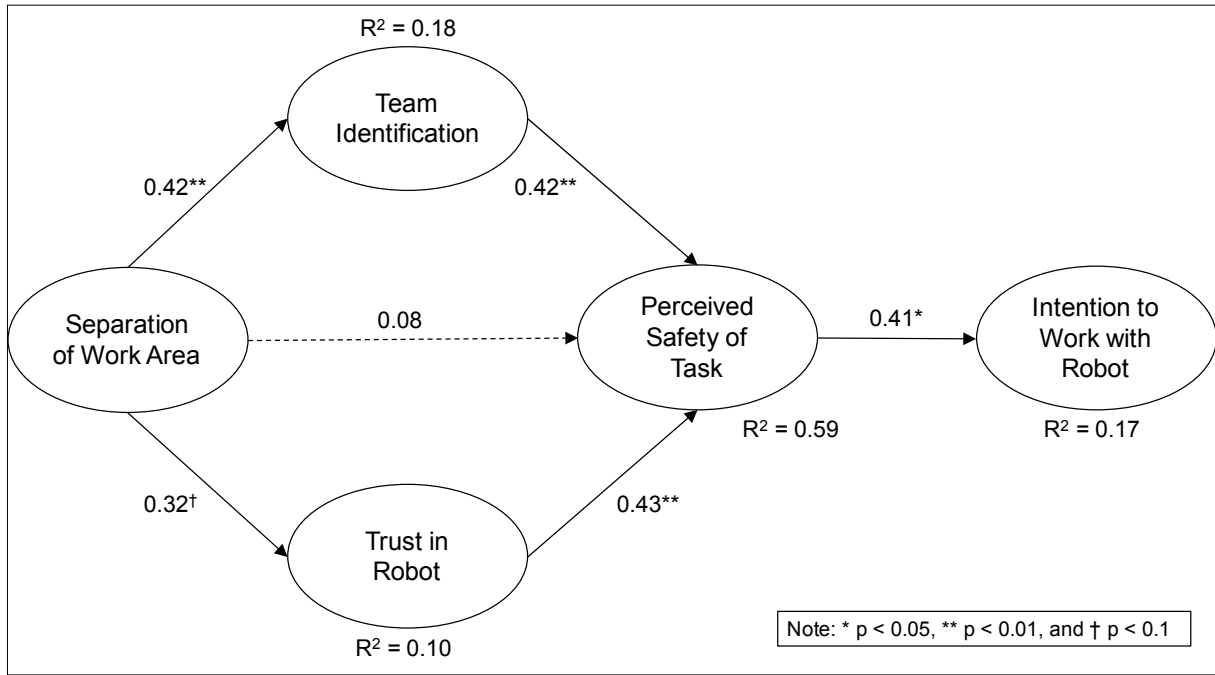 R² = 0.18
Team
Identification
0.42**
0.42**
Separation
of Work Area
0.08
Perceived
Safety of
Task
0.41*
Intention to
Work with
Robot
R² = 0.59
R² = 0.17
0.32†
0.43**
Trust in
Robot
R² = 0.10
Note: * p < 0.05, ** p < 0.01, and † p < 0.1